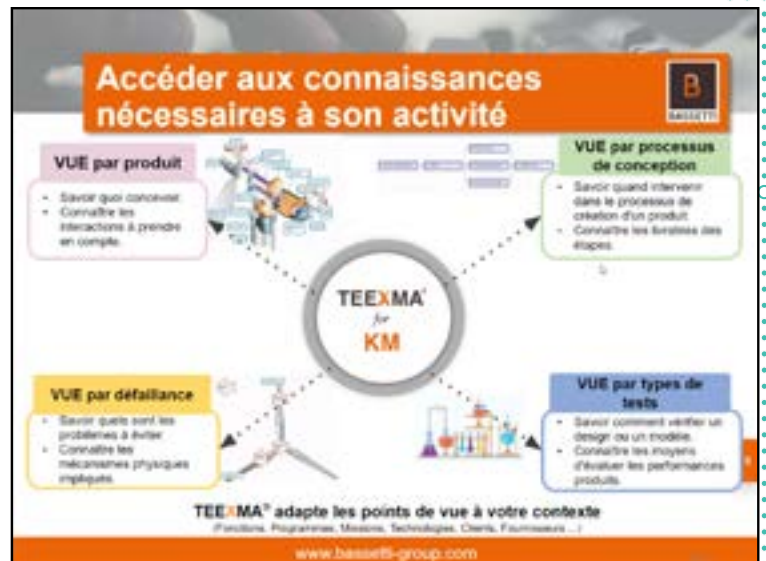 Accéder aux connaissances
nécessaires à son activité
B
BASSETTI
VUE par produit
• Savoir quoi concevoir.
• Connaître les
interactions à prendre
en compte.
VUE par processus
de conception
• Savoir quand intervenir
dans le processus de
création d'un produit.
• Connaître les livrables des
étapes.
TEEXMA®
for
KM
VUE par défaillance
• Savoir quels sont les
problèmes à éviter.
• Connaître les
mécanismes physiques
impliqués.
VUE par types de
tests
• Savoir comment vérifier un
design ou un modèle.
• Connaître les moyens
d'évaluer les performances
produits.
TEEXMA® adapte les points de vue à votre contexte
(Fonctions, Programmes, Missions, Technologies, Clients, Fournisseurs ...)
www.bassetti-group.com